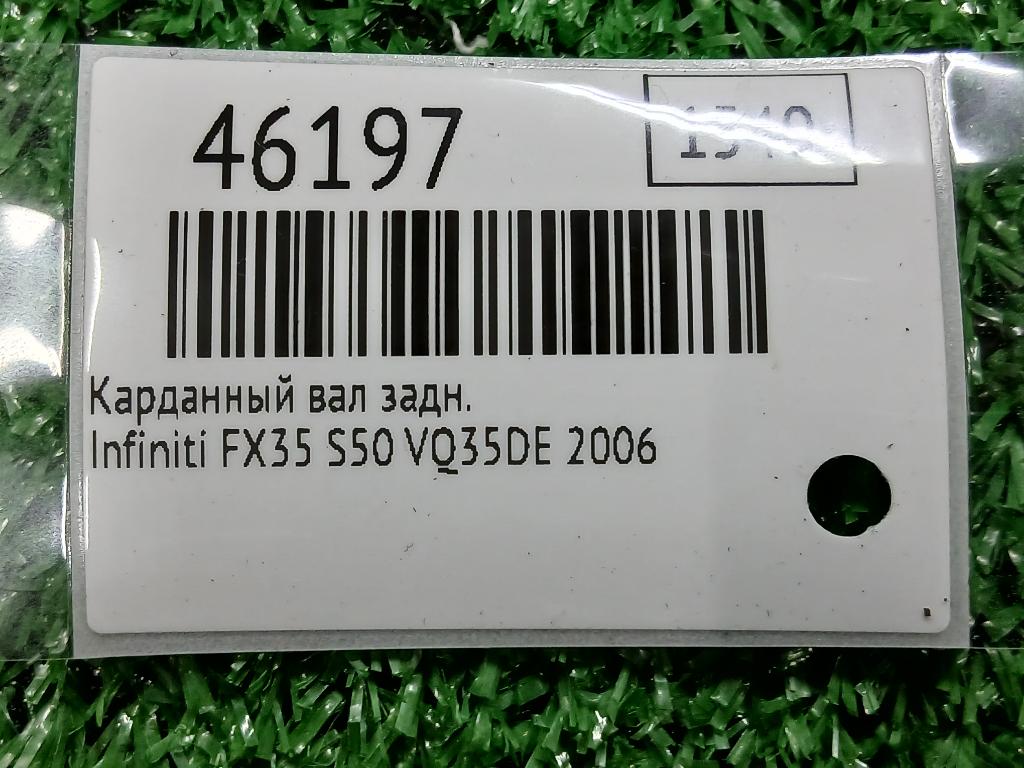 46197
Карданный вал задн.
Infiniti FX35 S50 VQ35DE 2006